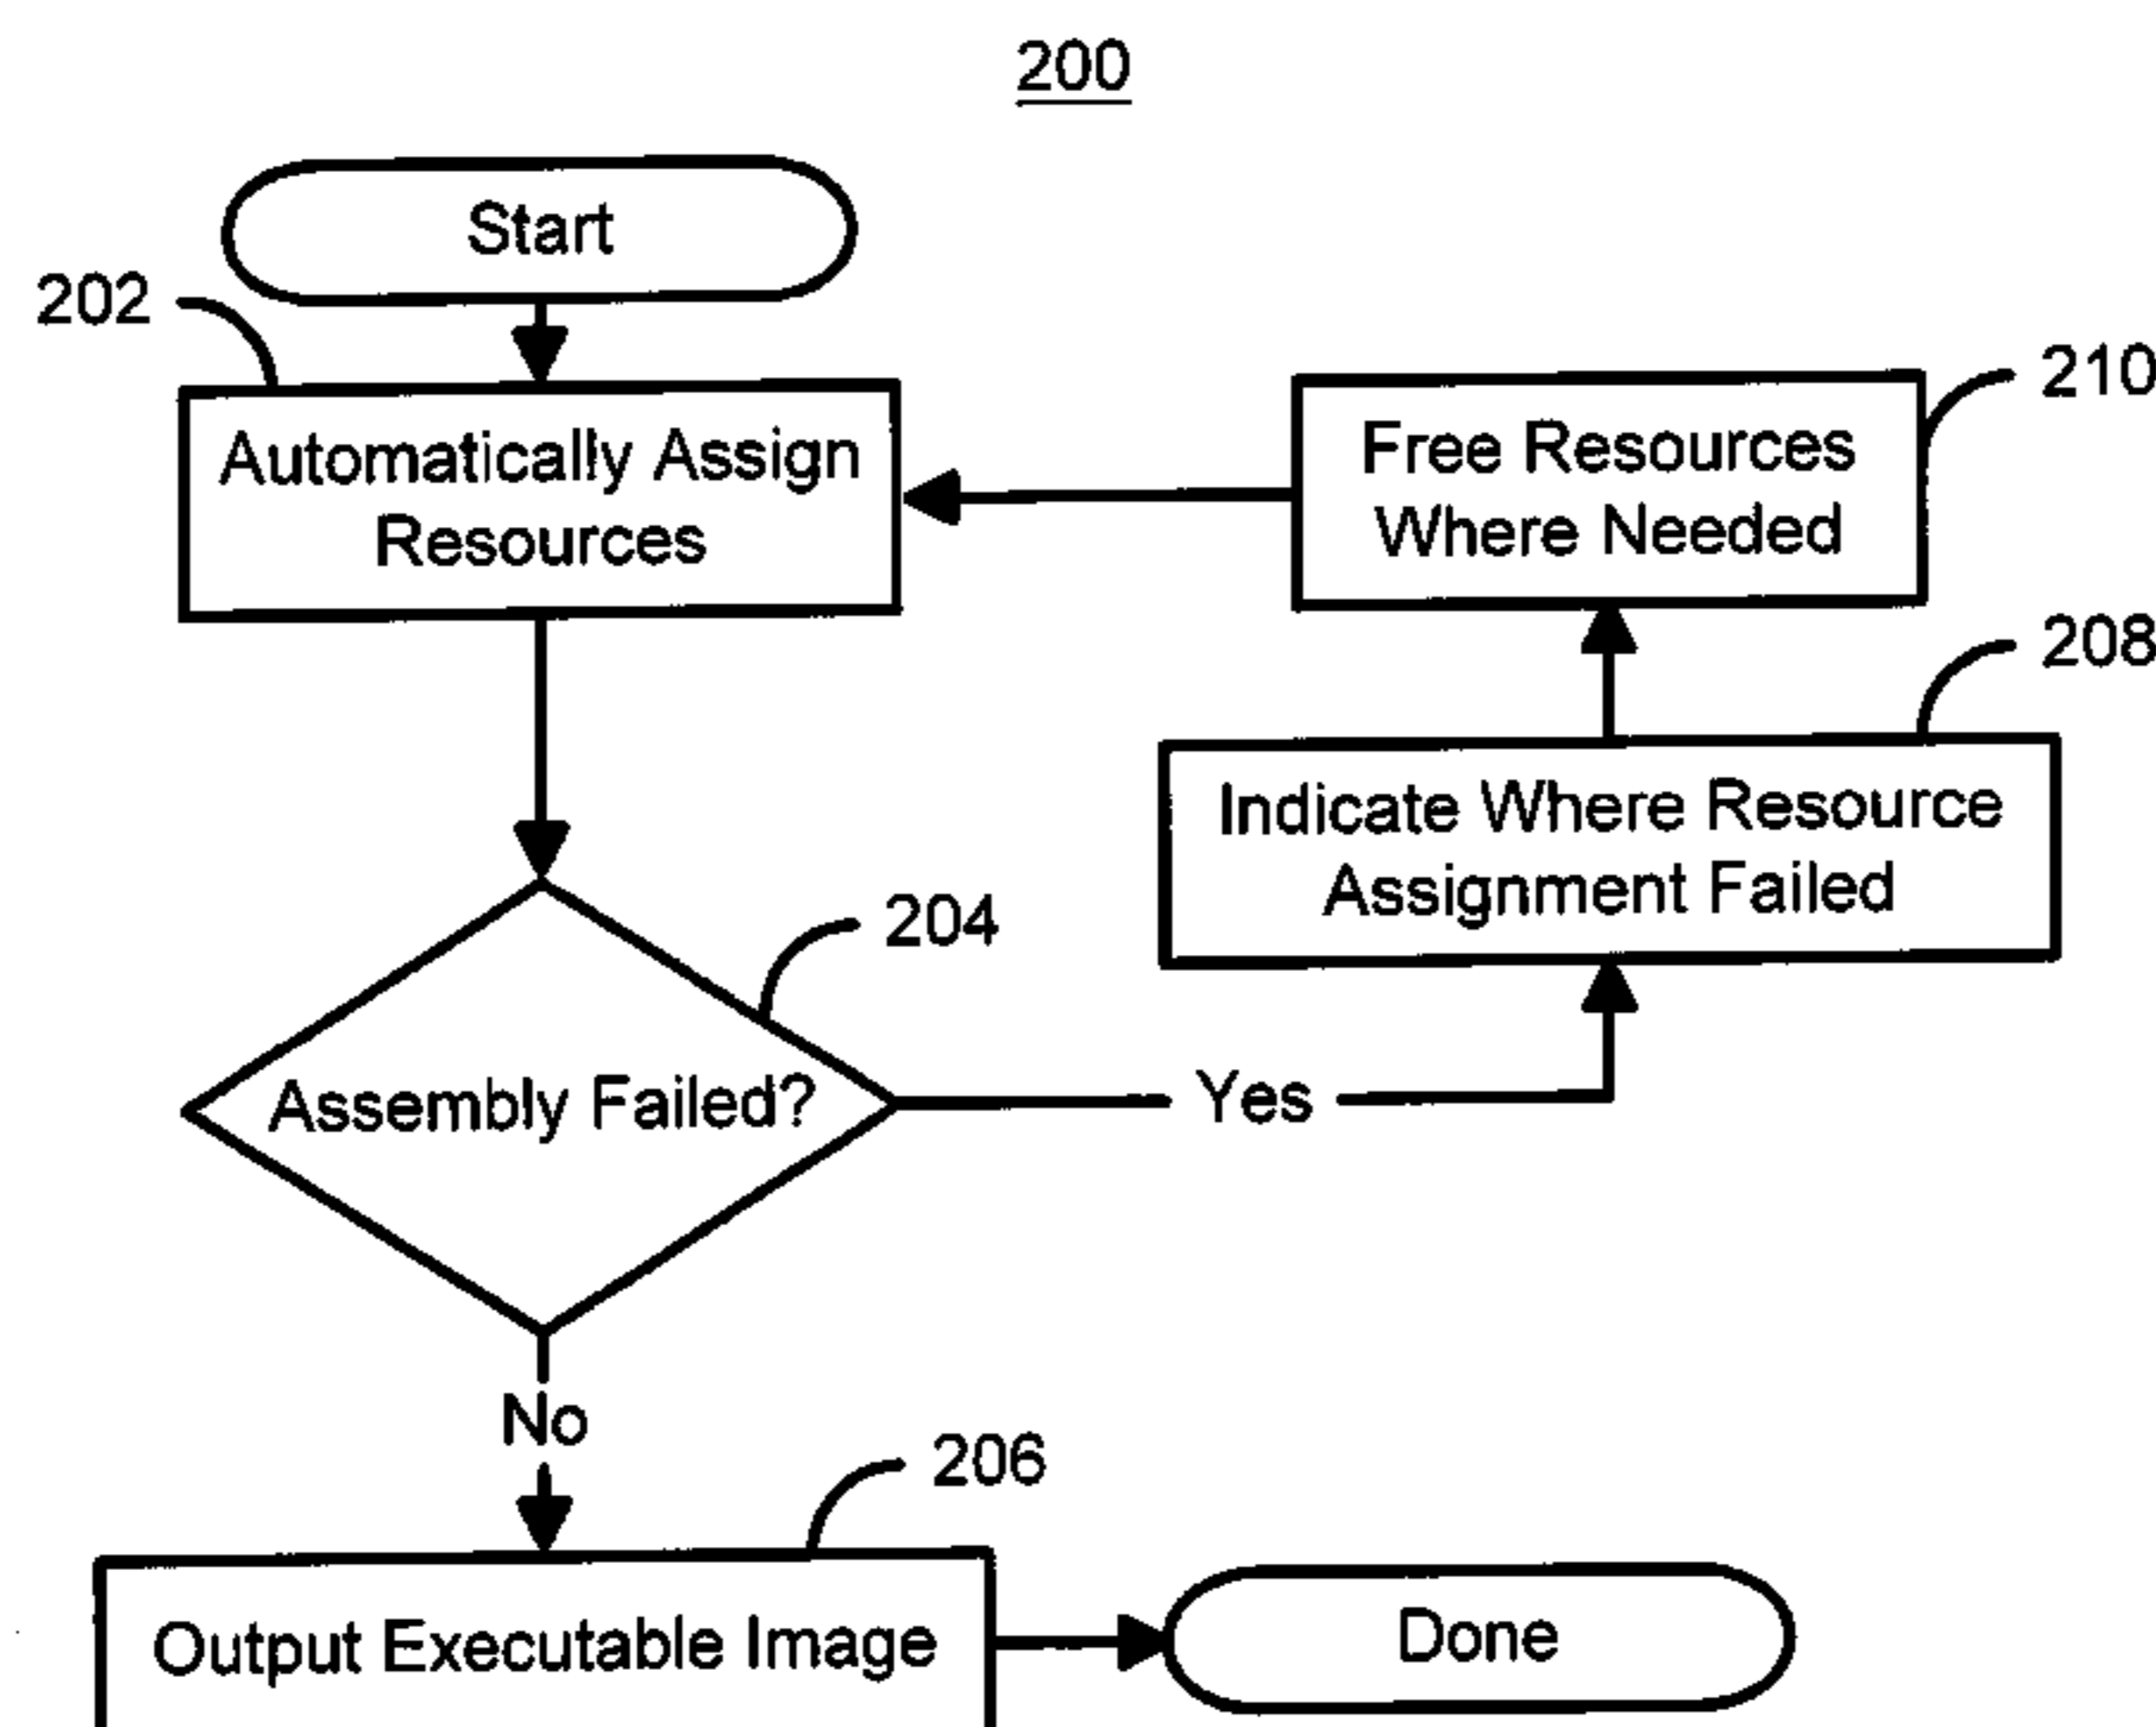 200
Start
202
Automatically Assign
Resources
210
Free Resources
Where Needed
208
Indicate Where Resource
Assignment Failed
204
Assembly Failed?
Yes
No
206
Output Executable Image
Done